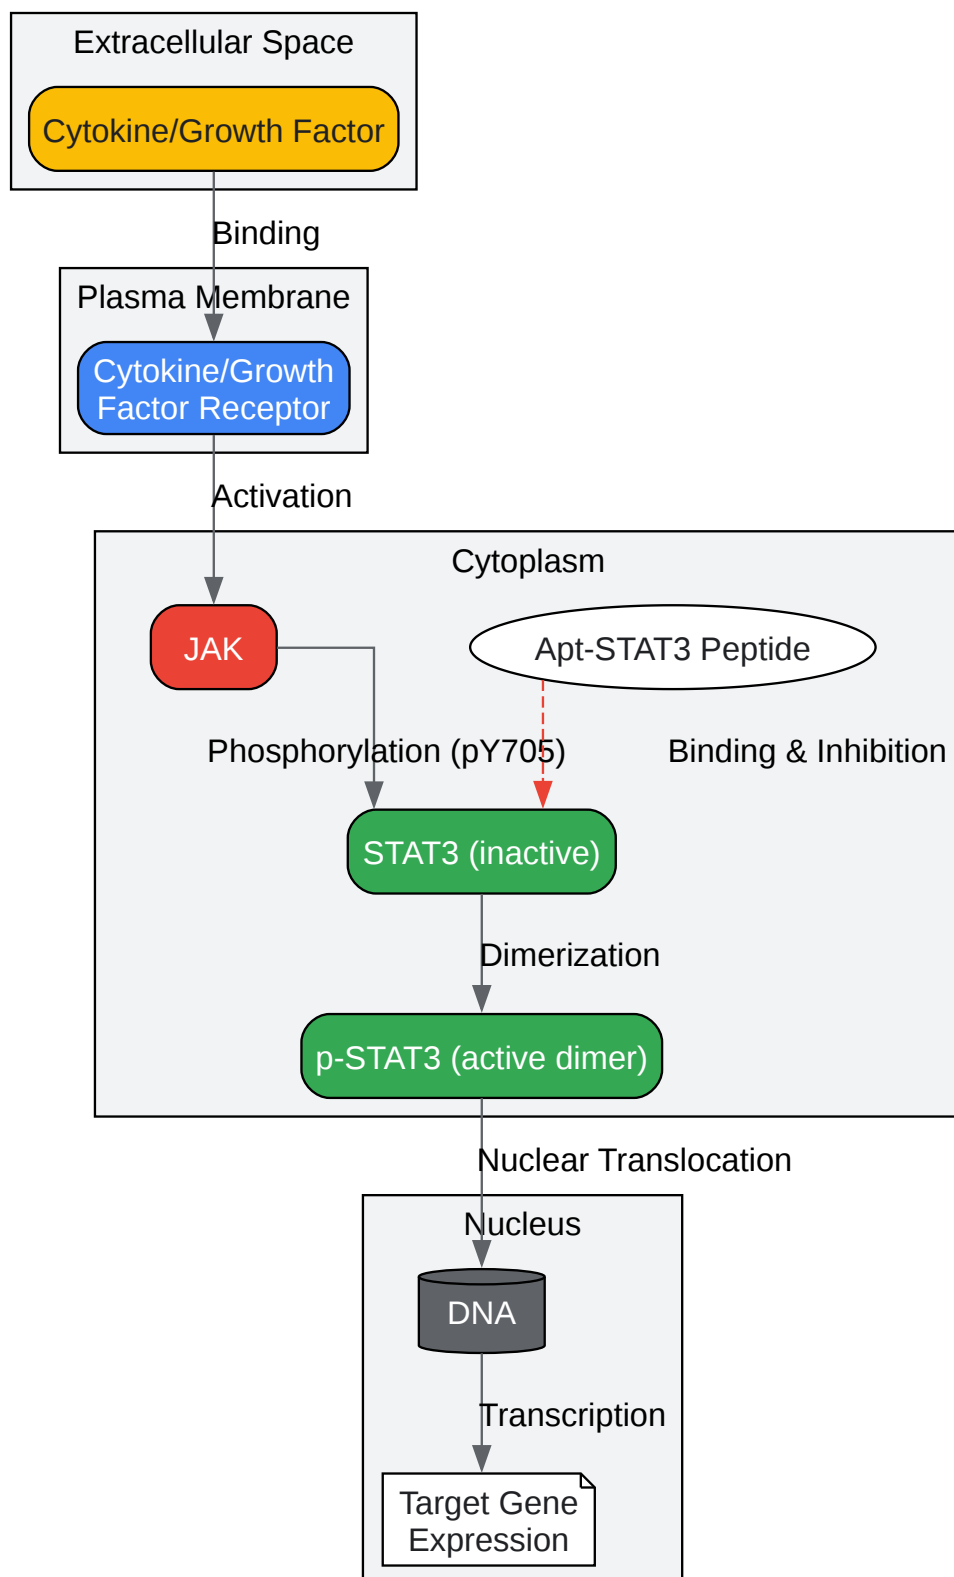 Extracellular Space
Cytokine/Growth Factor
Binding
Plasma Membrane
Cytokine/Growth
Factor Receptor
Activation
Cytoplasm
JAK
Apt-STAT3 Peptide
Phosphorylation (pY705)
Binding & Inhibition
STAT3 (inactive)
Dimerization
p-STAT3 (active dimer)
Nuclear Translocation
Nucleus
DNA
Transcription
Target Gene
Expression